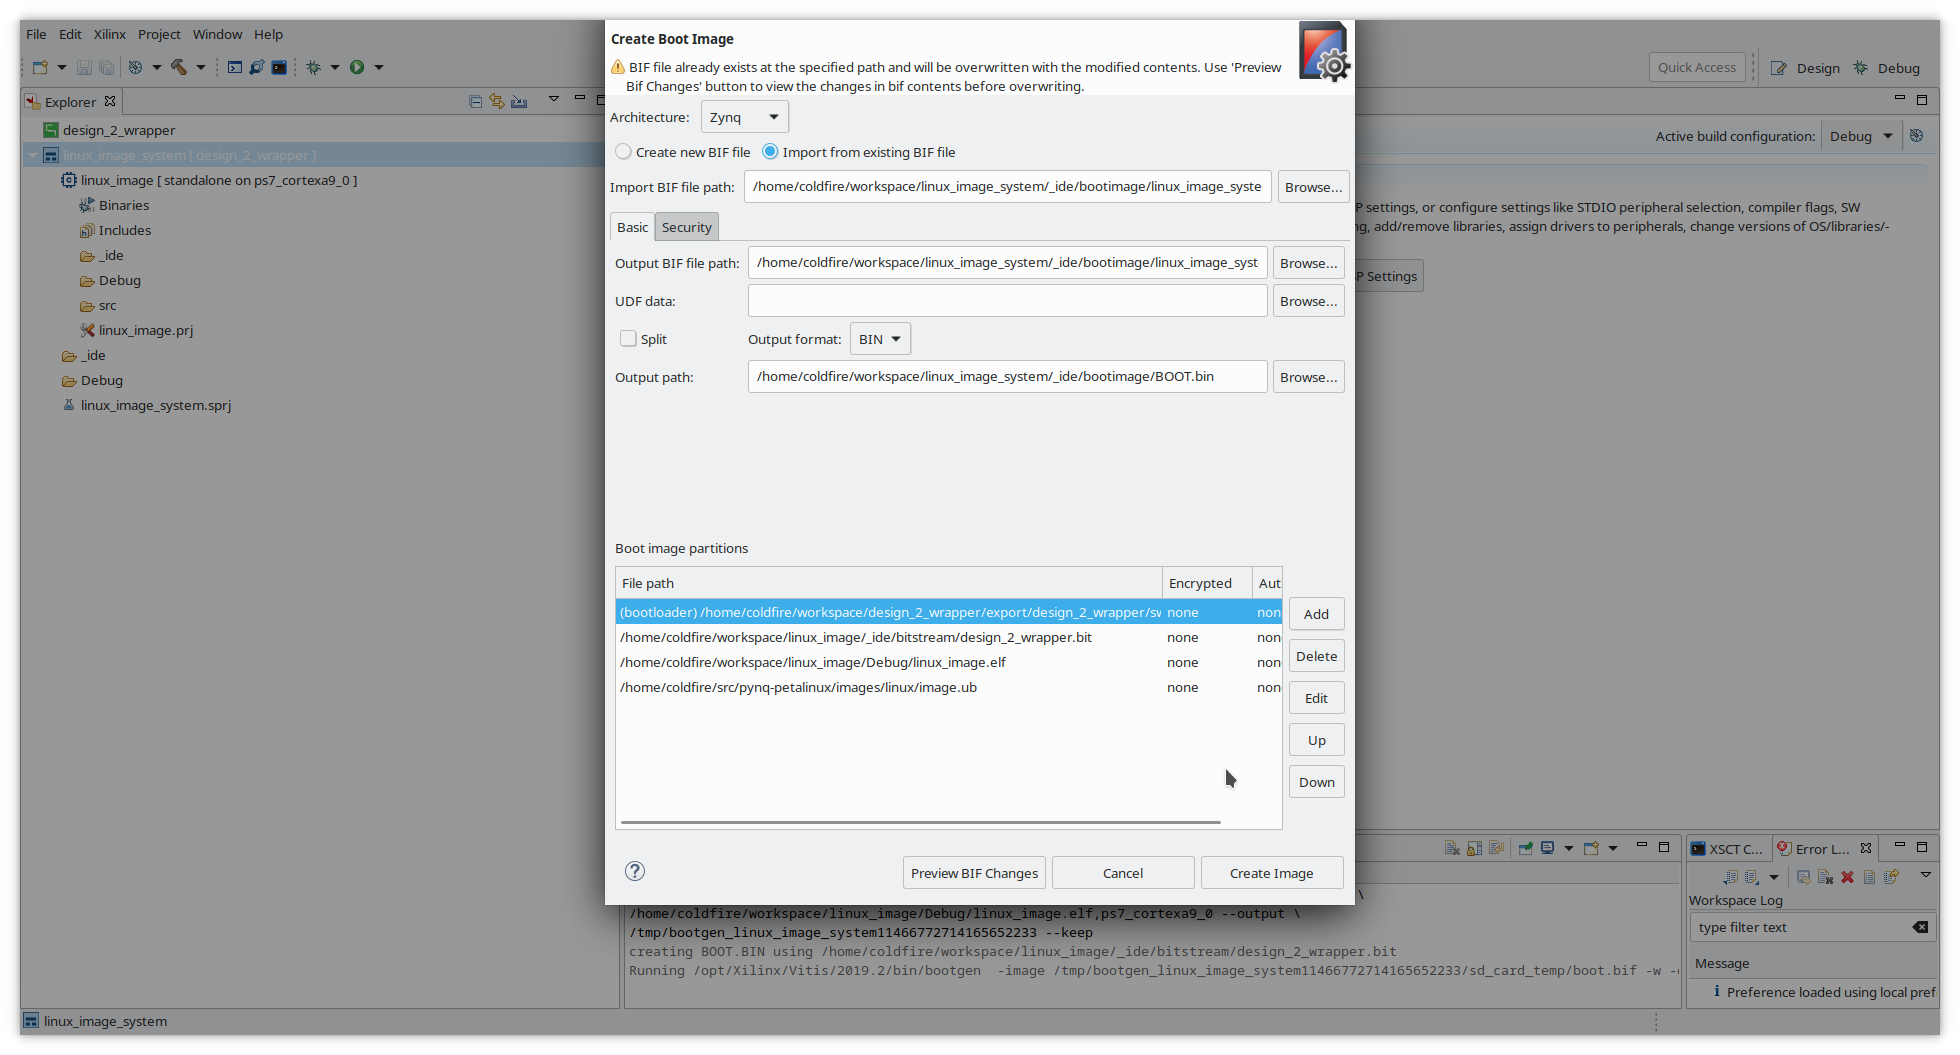 File Edit Xilinx Project Window Help
Quick Access
Design
Debug
Explorer
design_2_wrapper
linux_image_system [ design_2_wrapper ]
linux_image [ standalone on ps7_cortexa9_0 ]
Binaries
Includes
_ide
Debug
src
linux_image.prj
_ide
Debug
linux_image_system.sprj
Create Boot Image
BIF file already exists at the specified path and will be overwritten with the modified contents. Use 'Preview
Bif Changes' button to view the changes in bif contents before overwriting.
Architecture: Zynq
Create new BIF file Import from existing BIF file
Import BIF file path: /home/coldfire/workspace/linux_image_system/_ide/bootimage/linux_image_syste Browse...
Basic Security
Output BIF file path: /home/coldfire/workspace/linux_image_system/_ide/bootimage/linux_image_syst Browse...
UDF data: Browse...
Split Output format: BIN
Output path: /home/coldfire/workspace/linux_image_system/_ide/bootimage/BOOT.bin Browse...
Boot image partitions
File path Encrypted Aut
(bootloader) /home/coldfire/workspace/design_2_wrapper/export/design_2_wrapper/sw none non
/home/coldfire/workspace/linux_image/_ide/bitstream/design_2_wrapper.bit none non
/home/coldfire/workspace/linux_image/Debug/linux_image.elf none non
/home/coldfire/src/pynq-petalinux/images/linux/image.ub none non
Add
Delete
Edit
Up
Down
Preview BIF Changes Cancel Create Image
Active build configuration: Debug
P settings, or configure settings like STDIO peripheral selection, compiler flags, SW
ng, add/remove libraries, assign drivers to peripherals, change versions of OS/libraries/-
P Settings
\
/home/coldfire/workspace/linux_image/Debug/linux_image.elf,ps7_cortexa9_0 --output \
/tmp/bootgen_linux_image_system11466772714165652233 --keep
creating BOOT.BIN using /home/coldfire/workspace/linux_image/_ide/bitstream/design_2_wrapper.bit
Running /opt/Xilinx/Vitis/2019.2/bin/bootgen  -image /tmp/bootgen_linux_image_system11466772714165652233/sd_card_temp/boot.bif -w -
XSCT C... Error L...
Workspace Log
type filter text
Message
Preference loaded using local pref
linux_image_system